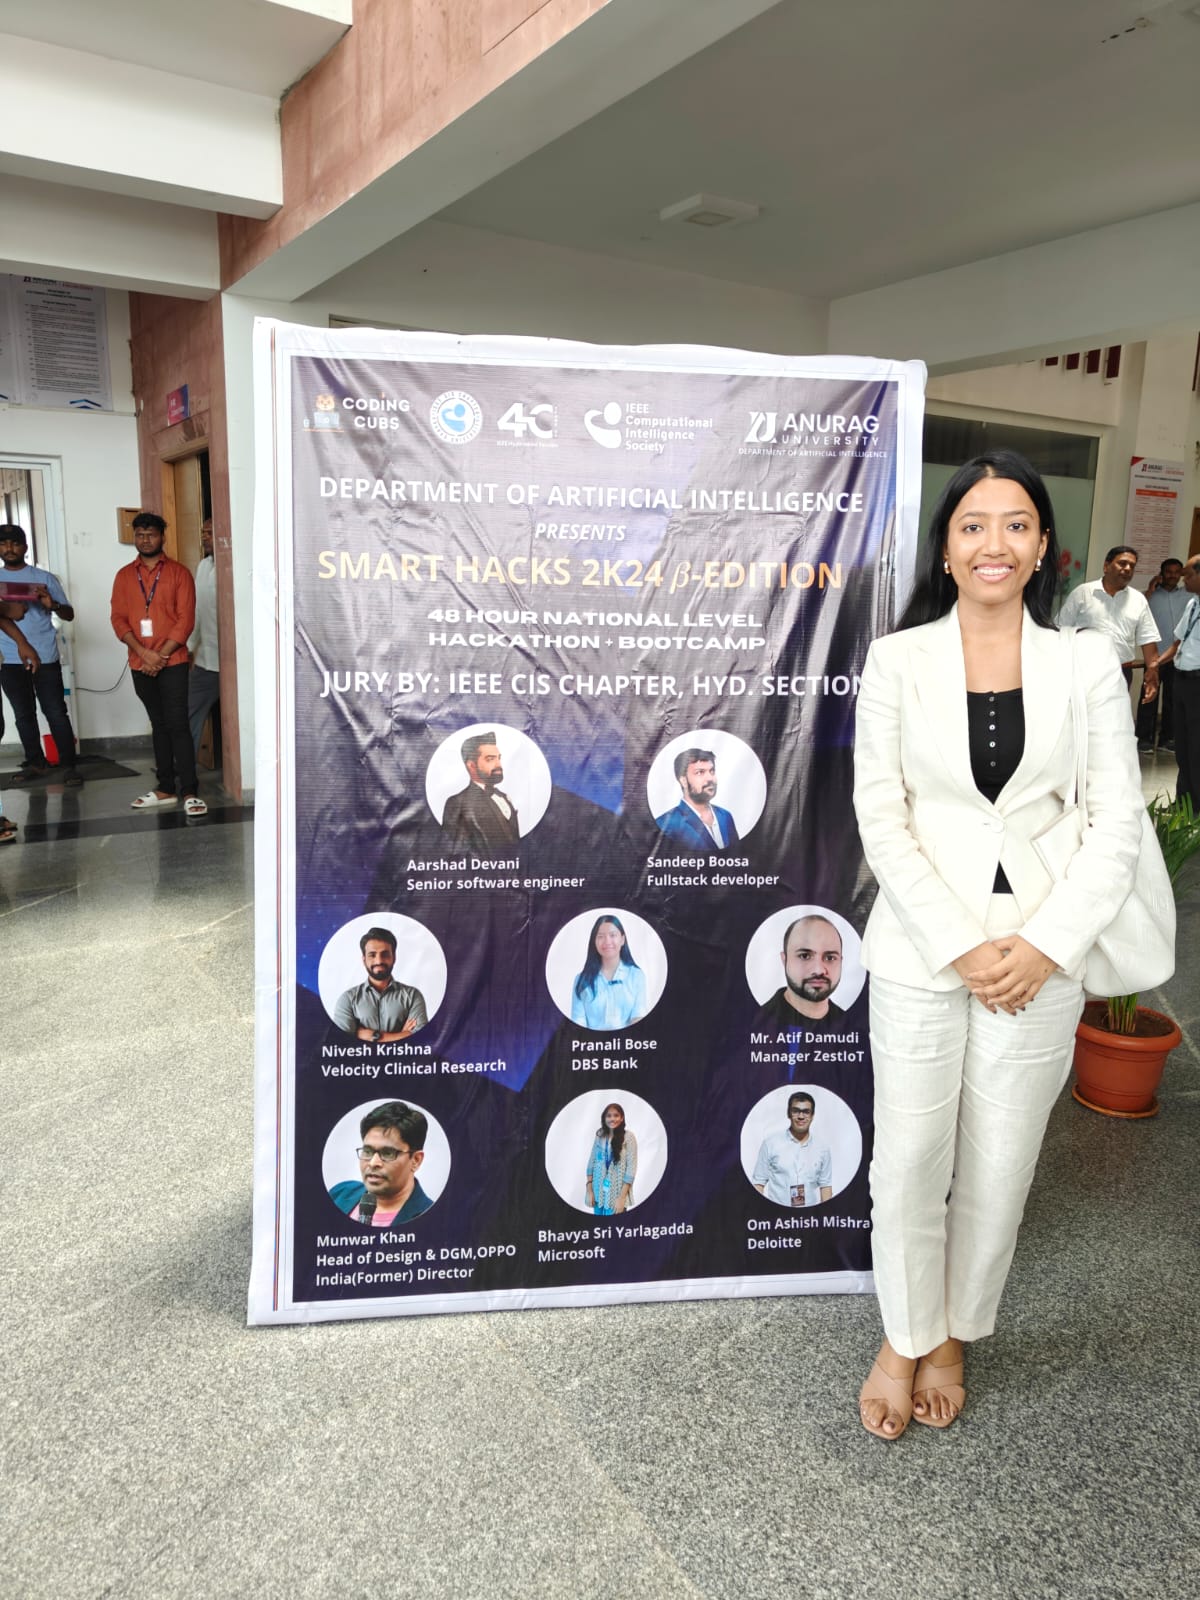 CODING
CUBS
4C
IEEE
Computational
Intelligence
Society
ANURAG
UNIVERSITY
DEPARTMENT OF ARTIFICIAL INTELLIGENCE
DEPARTMENT OF ARTIFICIAL INTELLIGENCE
PRESENTS
SMART HACKS 2K24 β-EDITION
48 HOUR NATIONAL LEVEL
HACKATHON + BOOTCAMP
JURY BY: IEEE CIS CHAPTER, HYD. SECTION
Aarshad Devani
Senior software engineer
Sandeep Boosa
Fullstack developer
Nivesh Krishna
Velocity Clinical Research
Pranali Bose
DBS Bank
Mr. Atif Damudi
Manager ZestIoT
Munwar Khan
Head of Design & DGM,OPPO
India(Former) Director
Bhavya Sri Yarlagadda
Microsoft
Om Ashish Mishra
Deloitte